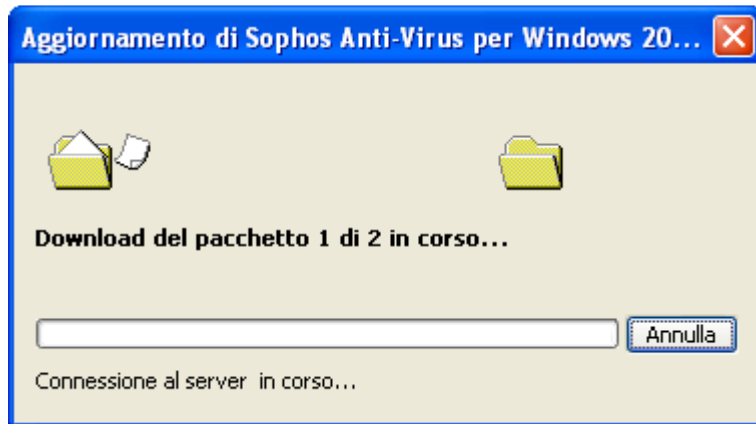 Aggiornamento di Sophos Anti-Virus per Windows 20...
Download del pacchetto 1 di 2 in corso...
Annulla
Connessione al server in corso...